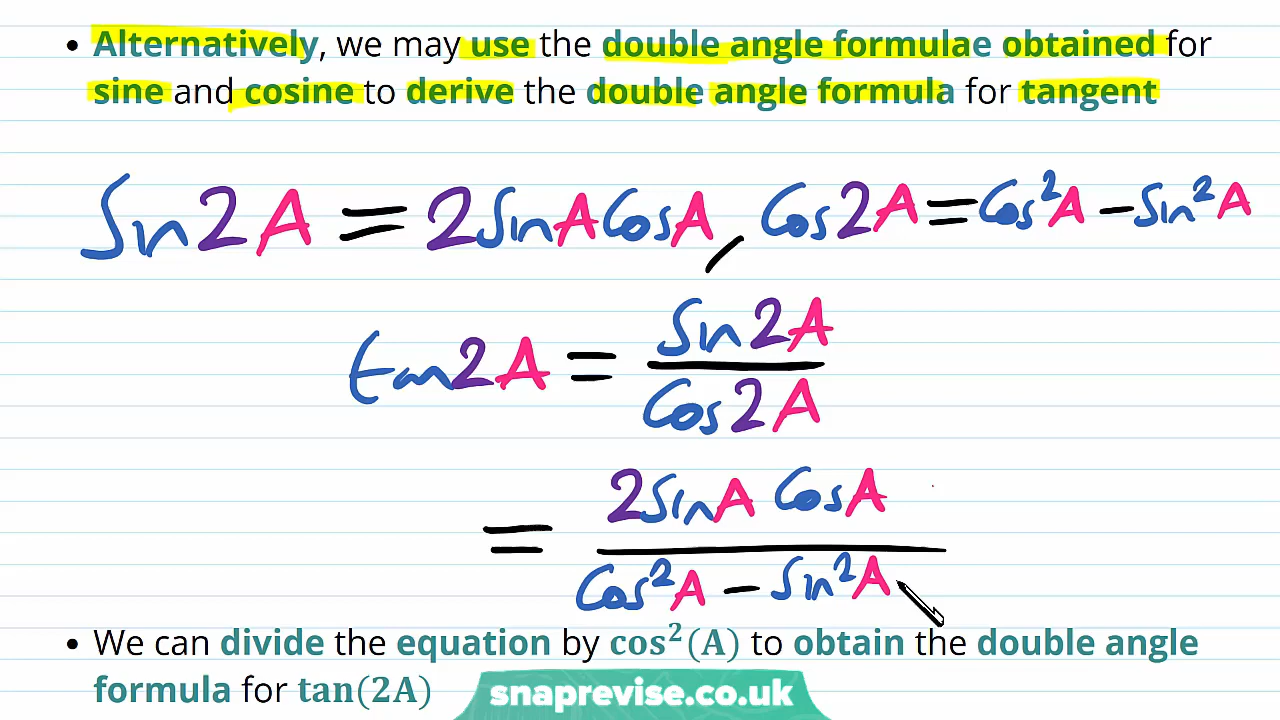 • Alternatively, we may use the double angle formulae obtained for
sine and cosine to derive the double angle formula for tangent
Sin2A = 2SinACosA, Cos2A = Cos²A − Sin²A
tan2A = Sin2A / Cos2A
= 2SinA CosA / Cos²A − Sin²A
• We can divide the equation by cos²(A) to obtain the double angle
formula for tan(2A)
snaprevise.co.uk